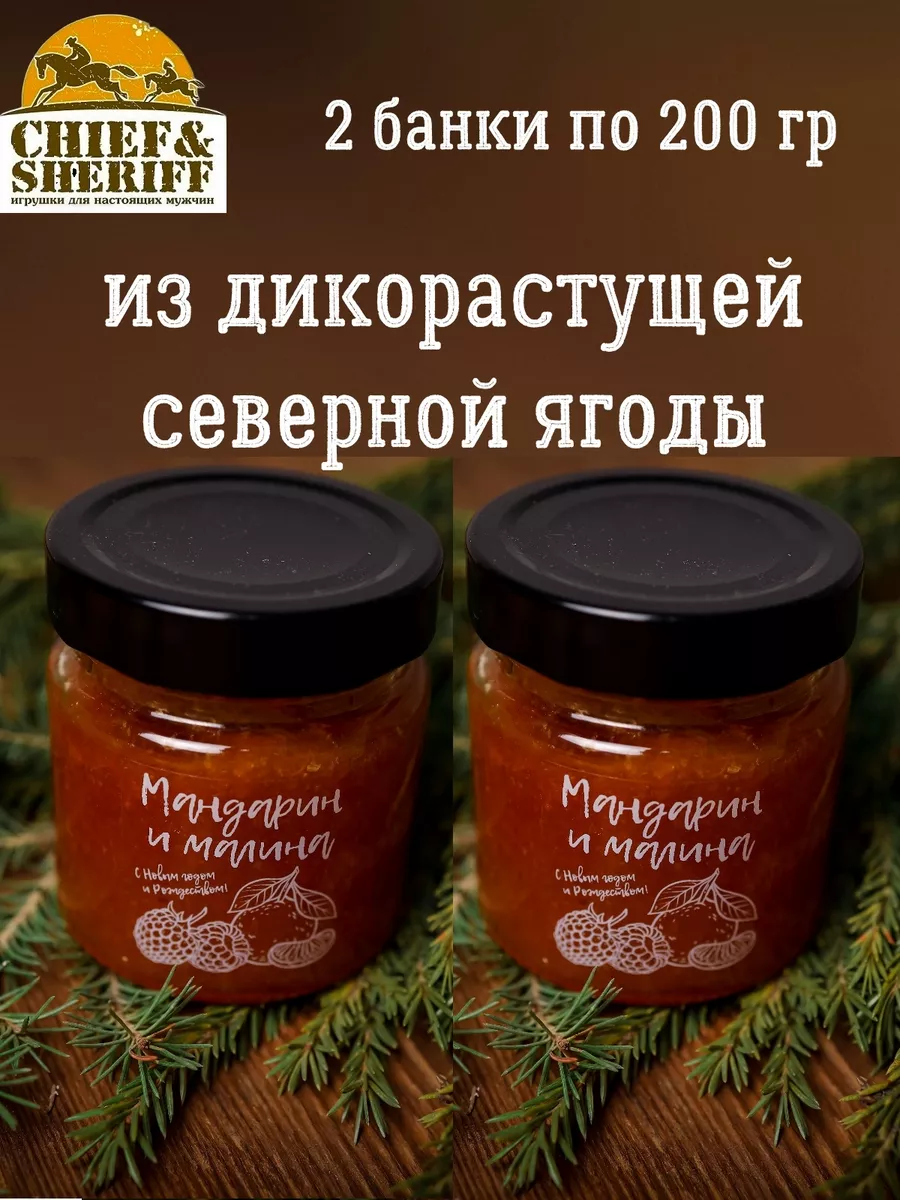 CHIEF&
SHERIFF
игрушки для настоящих мужчин
2 банки по 200 гр
из дикорастущей
северной ягоды
Мандарин
и малина
С Новым годом
и Рождеством!
Мандарин
и малина
С Новым годом
и Рождеством!